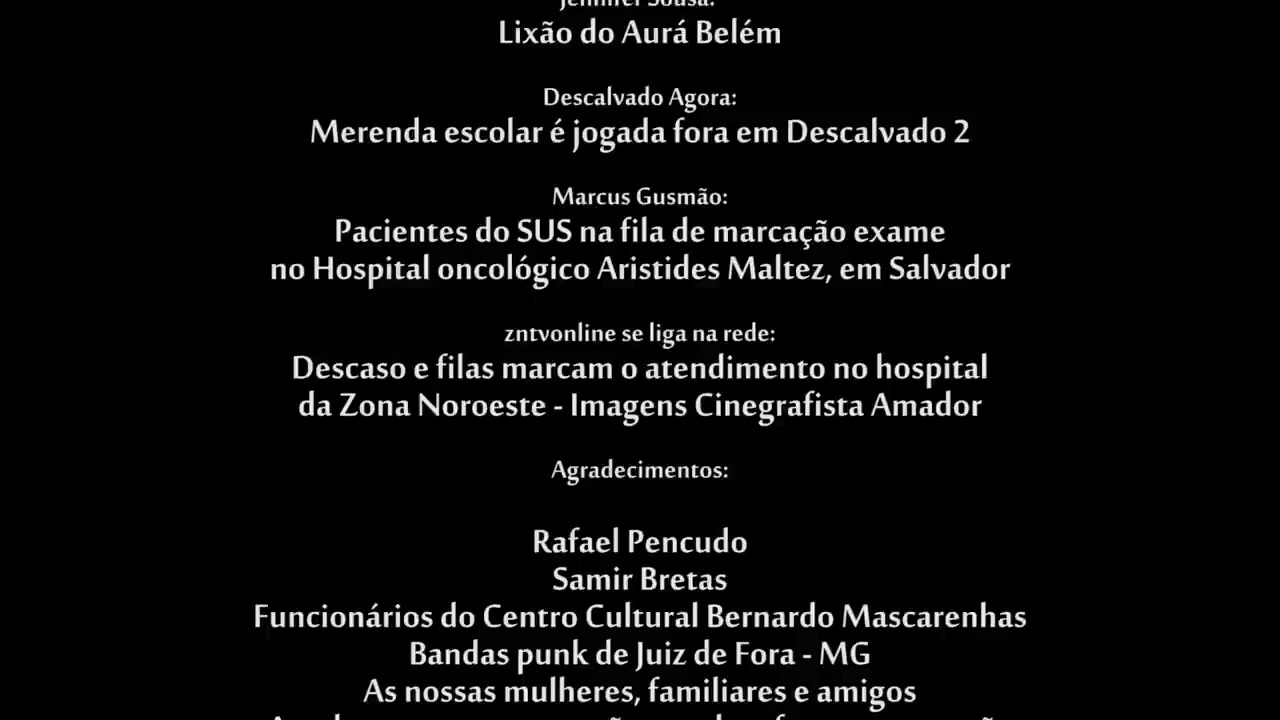 Jennifer Sousa:
Lixão do Aurá Belém
Descalvado Agora:
Merenda escolar é jogada fora em Descalvado 2
Marcus Gusmão:
Pacientes do SUS na fila de marcação exame
no Hospital oncológico Aristides Maltez, em Salvador
zntvonline se liga na rede:
Descaso e filas marcam o atendimento no hospital
da Zona Noroeste - Imagens Cinegrafista Amador
Agradecimentos:
Rafael Pencudo
Samir Bretas
Funcionários do Centro Cultural Bernardo Mascarenhas
Bandas punk de Juiz de Fora - MG
As nossas mulheres, familiares e amigos